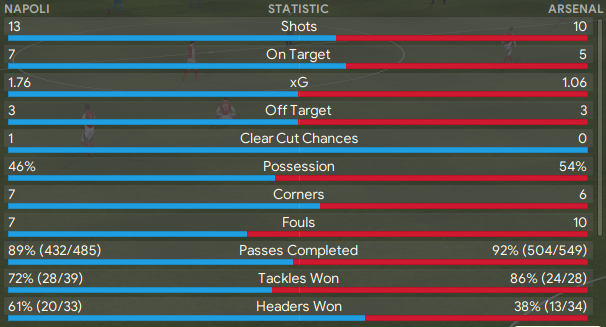 NAPOLI STATISTIC ARSENAL
13 Shots 10
7 On Target 5
1.76 xG 1.06
3 Off Target 3
1 Clear Cut Chances 0
46% Possession 54%
7 Corners 6
7 Fouls 10
89% (432/485) Passes Completed 92% (504/549)
72% (28/39) Tackles Won 86% (24/28)
61% (20/33) Headers Won 38% (13/34)